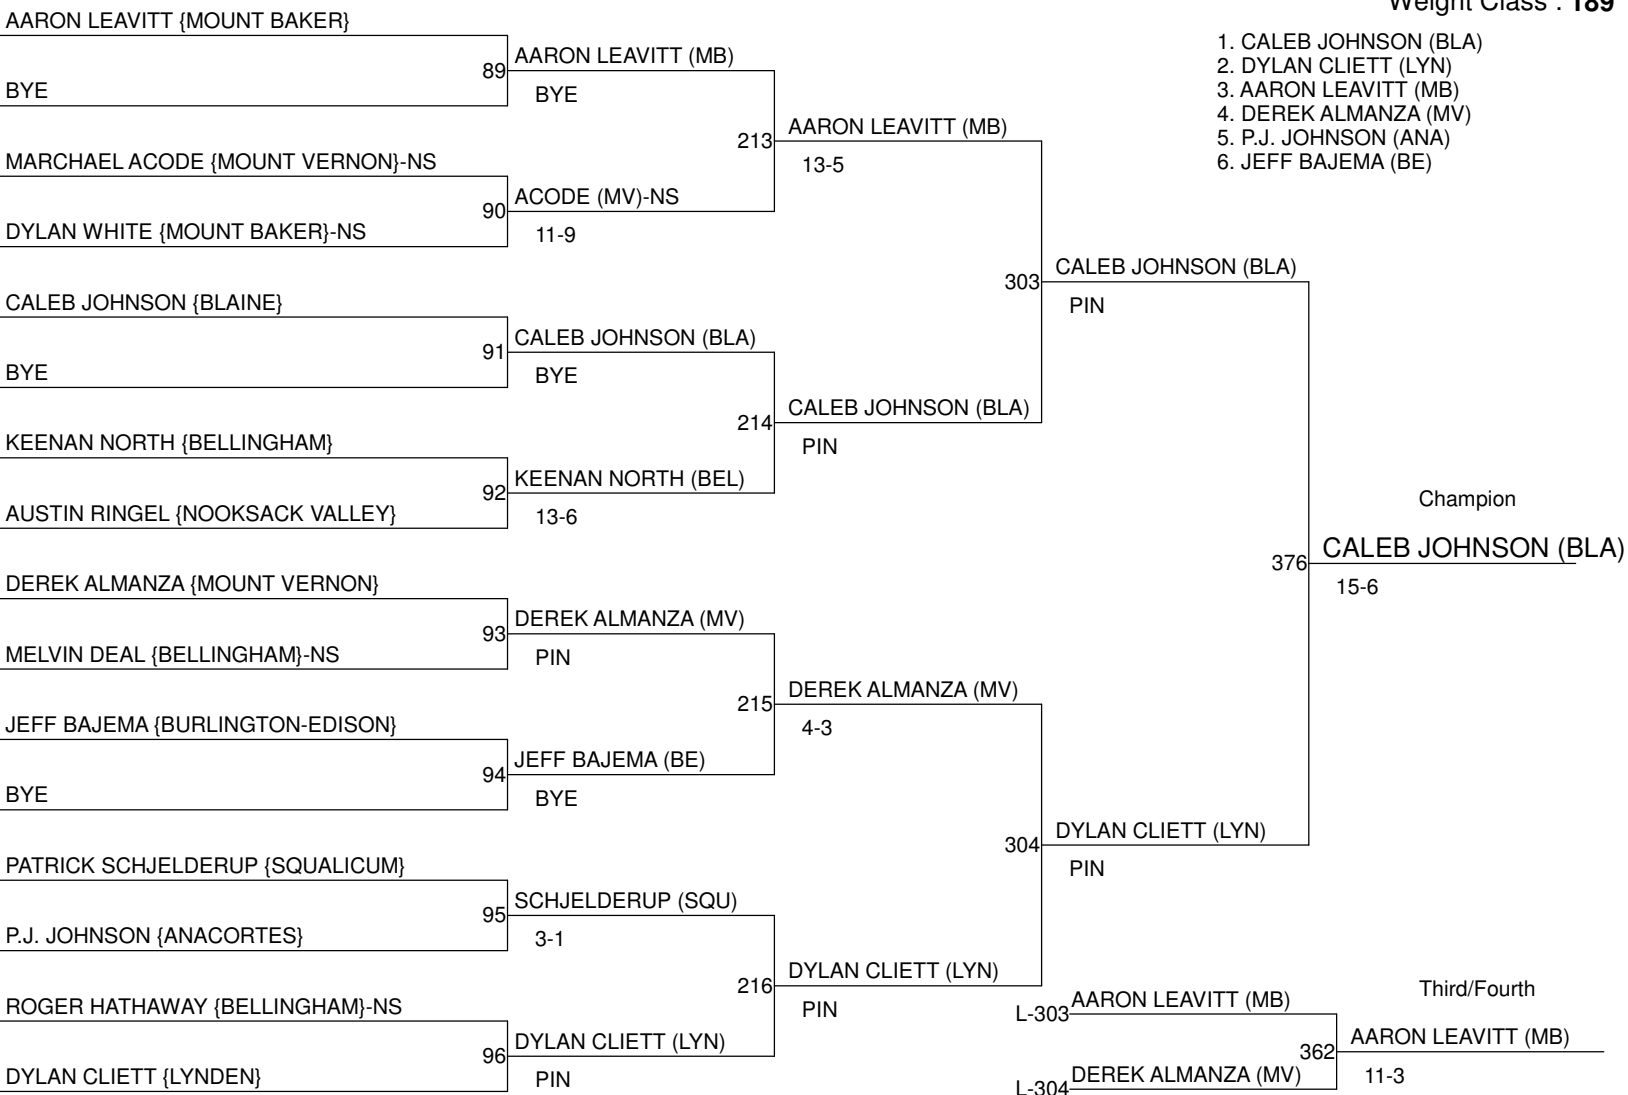 Weight Class : 189
1. CALEB JOHNSON (BLA)
2. DYLAN CLIETT (LYN)
3. AARON LEAVITT (MB)
4. DEREK ALMANZA (MV)
5. P.J. JOHNSON (ANA)
6. JEFF BAJEMA (BE)
AARON LEAVITT {MOUNT BAKER}
BYE
MARCHAEL ACODE {MOUNT VERNON}-NS
DYLAN WHITE {MOUNT BAKER}-NS
CALEB JOHNSON {BLAINE}
BYE
KEENAN NORTH {BELLINGHAM}
AUSTIN RINGEL {NOOKSACK VALLEY}
DEREK ALMANZA {MOUNT VERNON}
MELVIN DEAL {BELLINGHAM}-NS
JEFF BAJEMA {BURLINGTON-EDISON}
BYE
PATRICK SCHJELDERUP {SQUALICUM}
P.J. JOHNSON {ANACORTES}
ROGER HATHAWAY {BELLINGHAM}-NS
DYLAN CLIETT {LYNDEN}
89 AARON LEAVITT (MB)
BYE
90 ACODE (MV)-NS
11-9
91 CALEB JOHNSON (BLA)
BYE
92 KEENAN NORTH (BEL)
13-6
93 DEREK ALMANZA (MV)
PIN
94 JEFF BAJEMA (BE)
BYE
95 SCHJELDERUP (SQU)
3-1
96 DYLAN CLIETT (LYN)
PIN
213 AARON LEAVITT (MB)
13-5
214 CALEB JOHNSON (BLA)
PIN
215 DEREK ALMANZA (MV)
4-3
216 DYLAN CLIETT (LYN)
PIN
303 CALEB JOHNSON (BLA)
PIN
304 DYLAN CLIETT (LYN)
PIN
Champion
376 CALEB JOHNSON (BLA)
15-6
Third/Fourth
L-303 AARON LEAVITT (MB)
L-304 DEREK ALMANZA (MV)
362 AARON LEAVITT (MB)
11-3